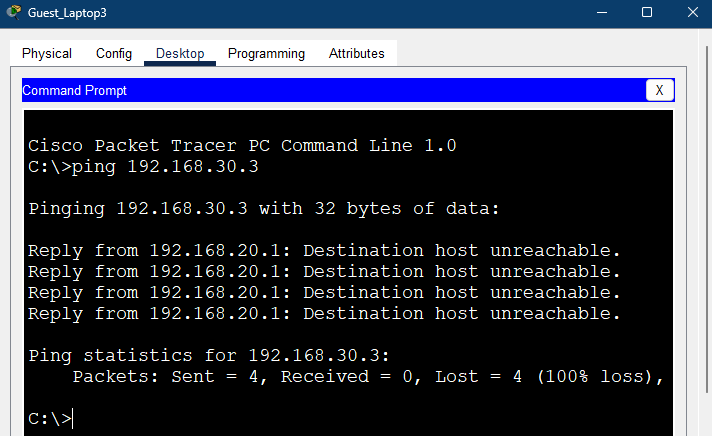 Guest_Laptop3
Physical Config Desktop Programming Attributes
Command Prompt X
Cisco Packet Tracer PC Command Line 1.0
C:\>ping 192.168.30.3
Pinging 192.168.30.3 with 32 bytes of data:
Reply from 192.168.20.1: Destination host unreachable.
Reply from 192.168.20.1: Destination host unreachable.
Reply from 192.168.20.1: Destination host unreachable.
Reply from 192.168.20.1: Destination host unreachable.
Ping statistics for 192.168.30.3:
Packets: Sent = 4, Received = 0, Lost = 4 (100% loss),
C:\>